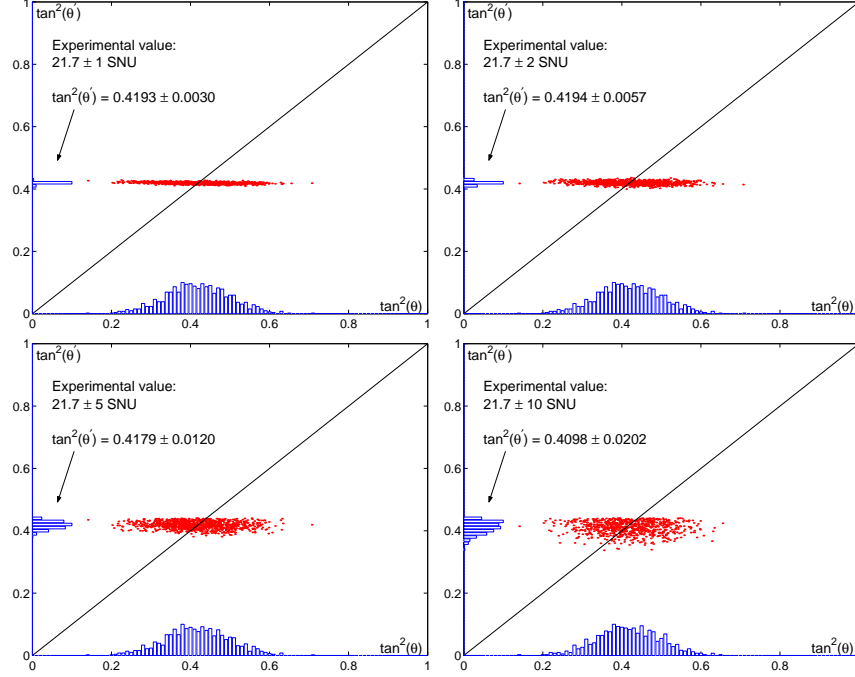 tan²(θ′)
Experimental value:
21.7 ± 1 SNU
tan²(θ′) = 0.4193 ± 0.0030
tan²(θ)
0 0.2 0.4 0.6 0.8 1
0 0.2 0.4 0.6 0.8 1
tan²(θ′)
Experimental value:
21.7 ± 2 SNU
tan²(θ′) = 0.4194 ± 0.0057
tan²(θ)
0 0.2 0.4 0.6 0.8 1
0 0.2 0.4 0.6 0.8
tan²(θ′)
Experimental value:
21.7 ± 5 SNU
tan²(θ′) = 0.4179 ± 0.0120
tan²(θ)
0 0.2 0.4 0.6 0.8 1
0 0.2 0.4 0.6 0.8 1
tan²(θ′)
Experimental value:
21.7 ± 10 SNU
tan²(θ′) = 0.4098 ± 0.0202
tan²(θ)
0 0.2 0.4 0.6 0.8 1
0 0.2 0.4 0.6 0.8